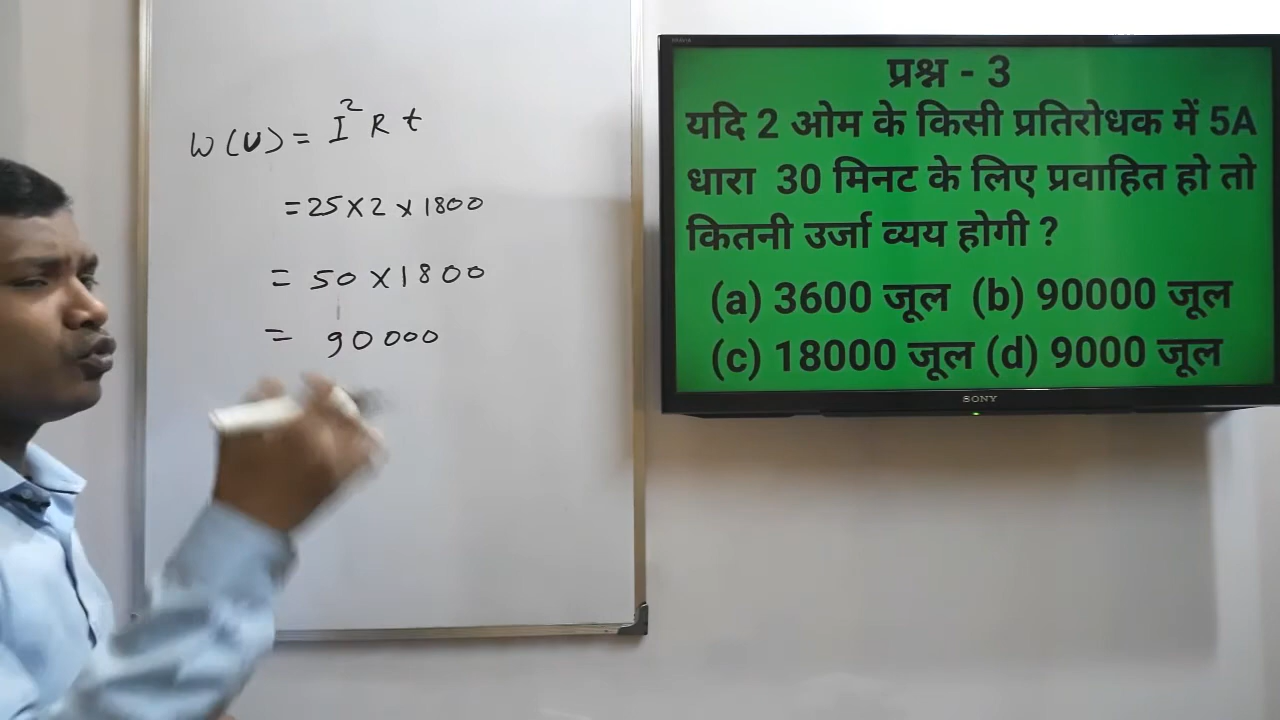 W (U) = I² R t
= 25 × 2 × 1800
= 50 × 1800
= 90000
प्रश्न - 3
यदि 2 ओम के किसी प्रतिरोधक में 5A
धारा 30 मिनट के लिए प्रवाहित हो तो
कितनी उर्जा व्यय होगी ?
(a) 3600 जूल (b) 90000 जूल
(c) 18000 जूल (d) 9000 जूल
SONY